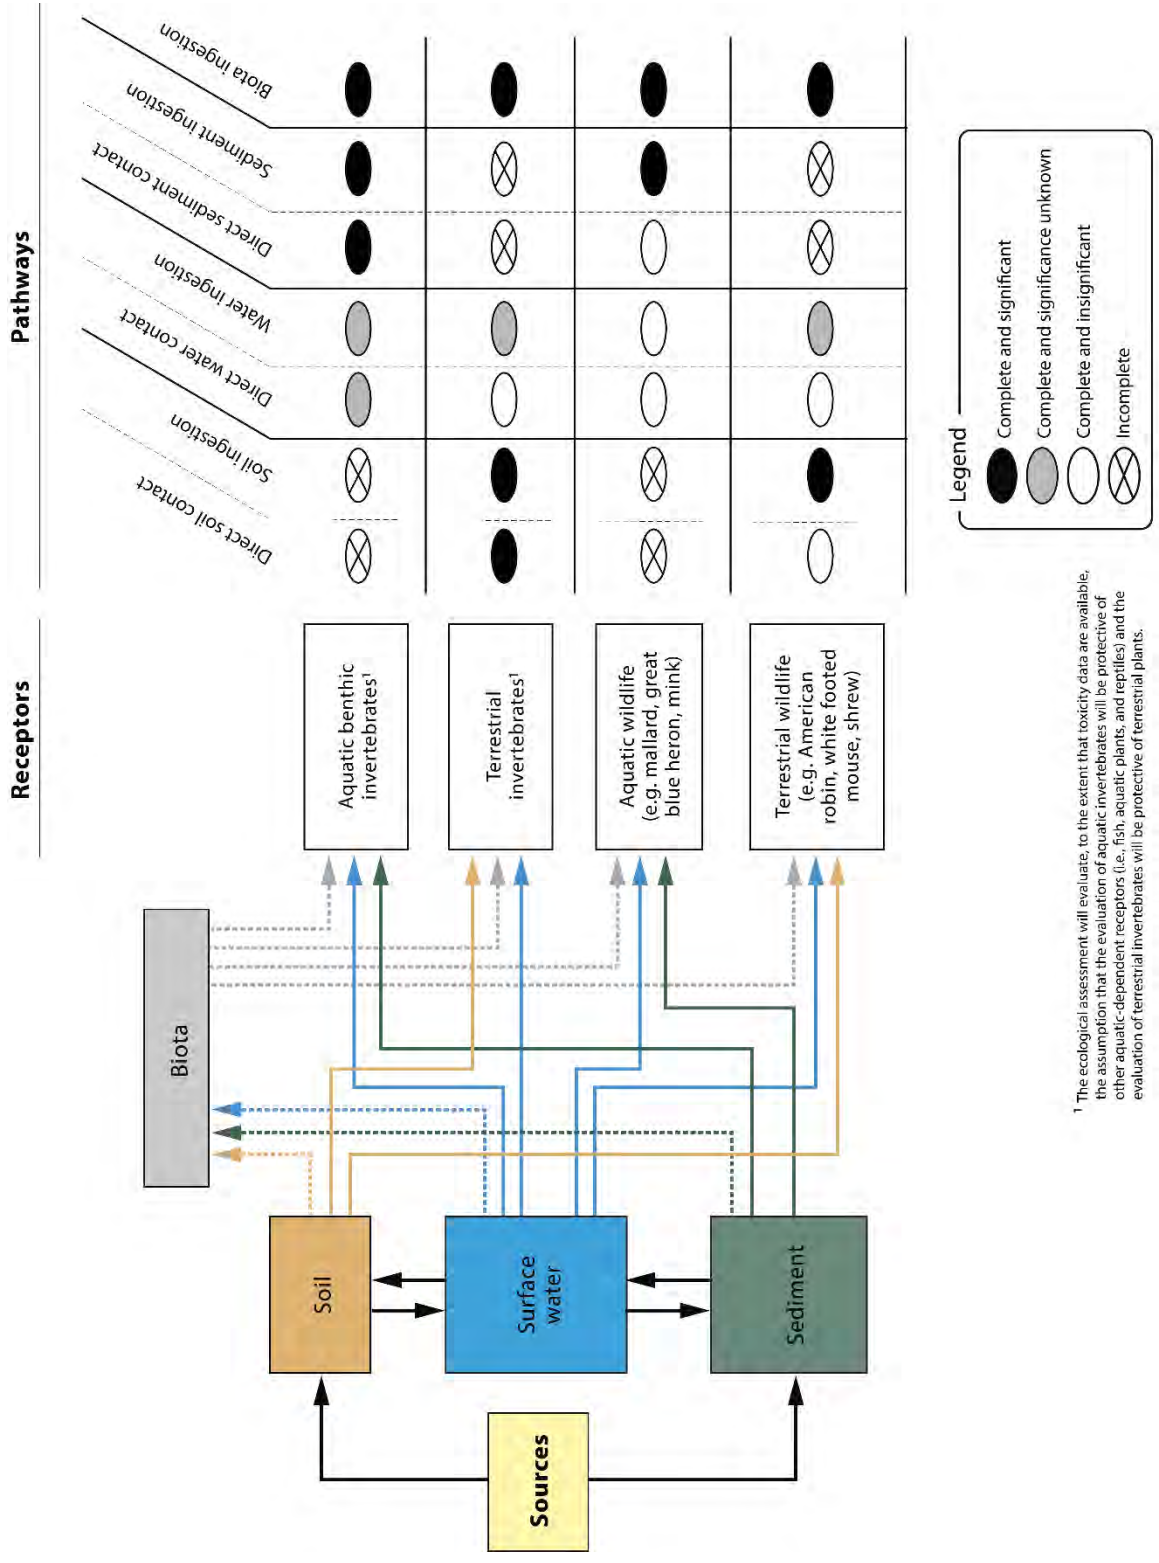 Receptors
Pathways
Direct soil contact
Soil ingestion
Direct water contact
Water ingestion
Direct sediment contact
Sediment ingestion
Biota ingestion
Biota
Sources
Soil
Surface
water
Sediment
Aquatic benthic
invertebrates¹
Terrestrial
invertebrates¹
Aquatic wildlife
(e.g. mallard, great
blue heron, mink)
Terrestrial wildlife
(e.g. American
robin, white footed
mouse, shrew)
Legend
Complete and significant
Complete and significance unknown
Complete and insignificant
Incomplete
¹ The ecological assessment will evaluate, to the extent that toxicity data are available,
the assumption that the evaluation of aquatic invertebrates will be protective of
other aquatic-dependent receptors (i.e., fish, aquatic plants, and reptiles) and the
evaluation of terrestrial invertebrates will be protective of terrestrial plants.